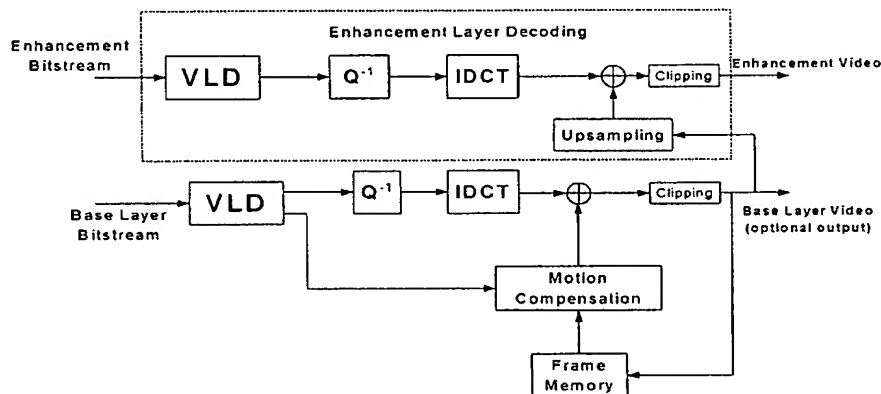 Enhancement Layer Decoding
Enhancement
Bitstream
VLD
Q⁻¹
IDCT
Clipping
Enhancement Video
Upsampling
Base Layer
Bitstream
VLD
Q⁻¹
IDCT
Clipping
Base Layer Video
(optional output)
Motion
Compensation
Frame
Memory